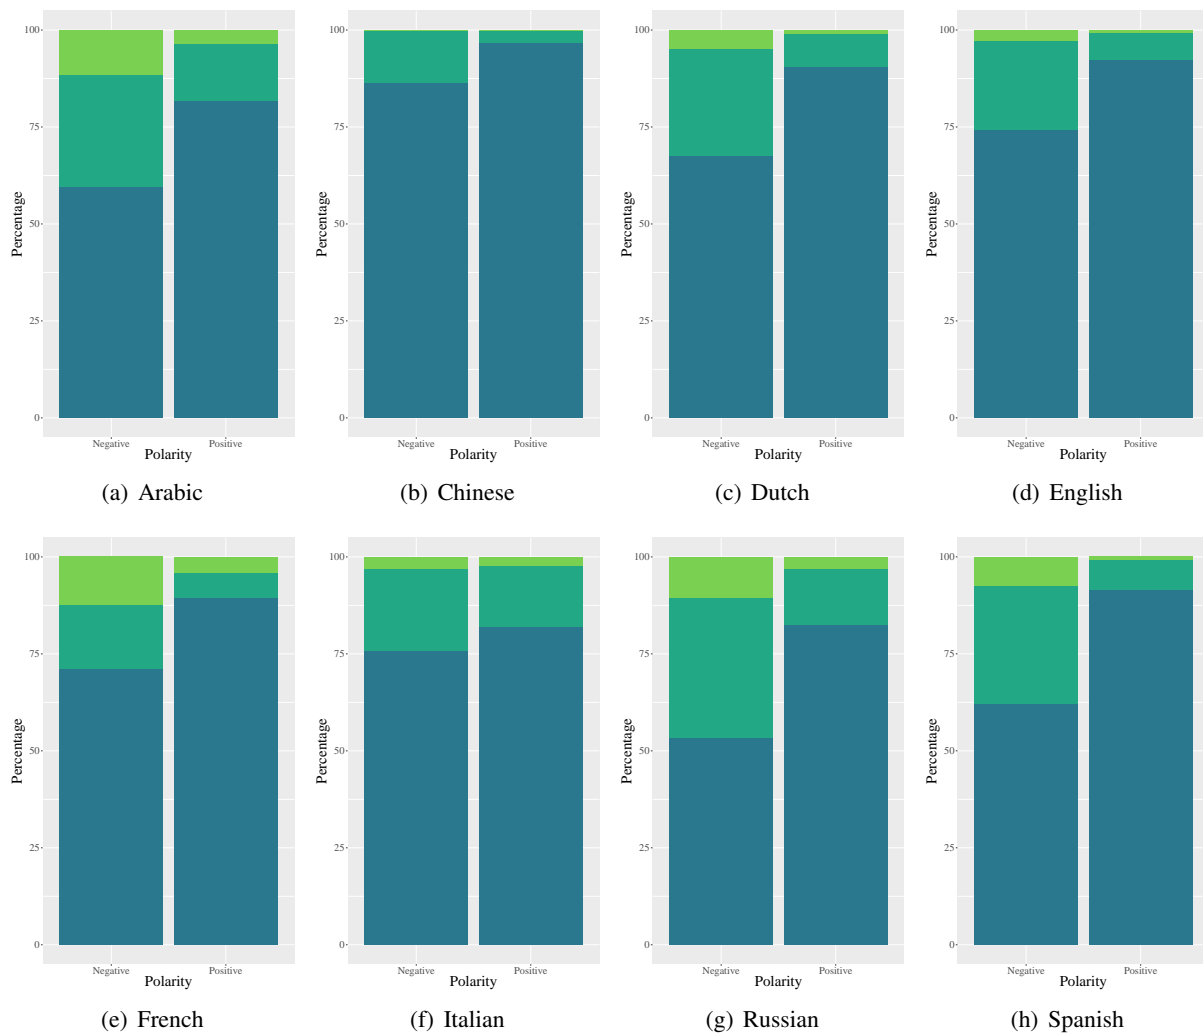 100
75
50
25
0
Percentage
Negative
Positive
Polarity
(a) Arabic
100
75
50
25
0
Percentage
Negative
Positive
Polarity
(b) Chinese
100
75
50
25
0
Percentage
Negative
Positive
Polarity
(c) Dutch
100
75
50
25
0
Percentage
Negative
Positive
Polarity
(d) English
100
75
50
25
0
Percentage
Negative
Positive
Polarity
(e) French
100
75
50
25
0
Percentage
Negative
Positive
Polarity
(f) Italian
100
75
50
25
0
Percentage
Negative
Positive
Polarity
(g) Russian
100
75
50
25
0
Percentage
Negative
Positive
Polarity
(h) Spanish